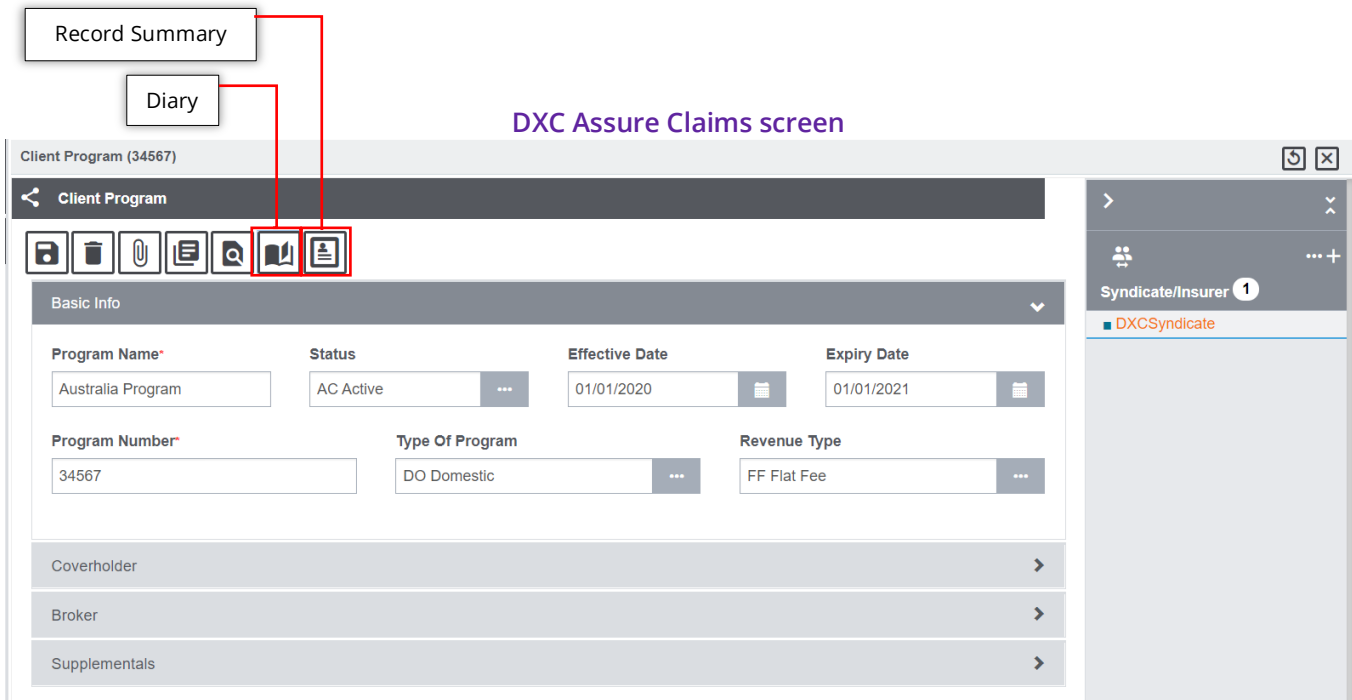 Record Summary
Diary
DXC Assure Claims screen
Client Program (34567)
Client Program
Basic Info
Program Name* Status Effective Date Expiry Date
Australia Program AC Active 01/01/2020 01/01/2021
Program Number* Type Of Program Revenue Type
34567 DO Domestic FF Flat Fee
Coverholder
Broker
Supplementals
Syndicate/Insurer 1
DXCSyndicate